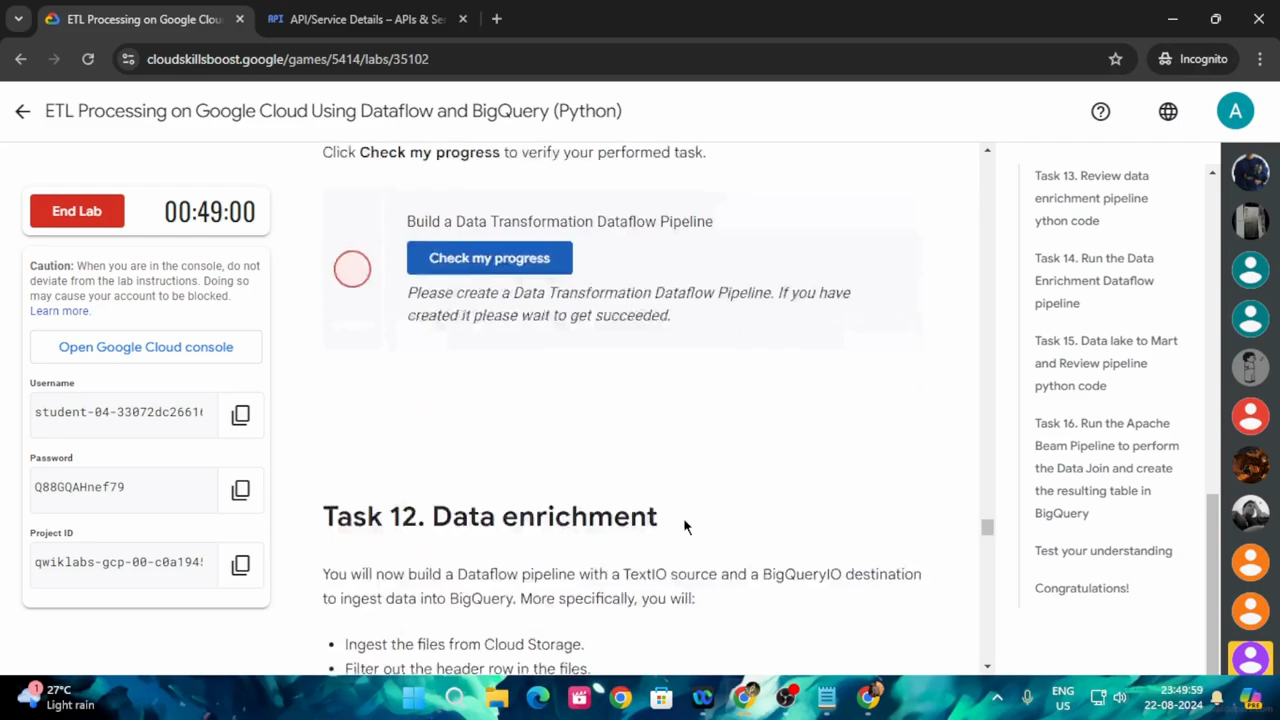 ETL Processing on Google Clou
API API/Service Details – APIs & Se
cloudskillsboost.google/games/5414/labs/35102
Incognito
ETL Processing on Google Cloud Using Dataflow and BigQuery (Python)
A
End Lab
00:49:00
Caution: When you are in the console, do not
deviate from the lab instructions. Doing so
may cause your account to be blocked.
Learn more.
Open Google Cloud console
Username
student-04-33072dc26616
Password
Q88GQAHnef79
Project ID
qwiklabs-gcp-00-c0a1945
Click Check my progress to verify your performed task.
Build a Data Transformation Dataflow Pipeline
Check my progress
Please create a Data Transformation Dataflow Pipeline. If you have
created it please wait to get succeeded.
Task 12. Data enrichment
You will now build a Dataflow pipeline with a TextIO source and a BigQueryIO destination
to ingest data into BigQuery. More specifically, you will:
• Ingest the files from Cloud Storage.
• Filter out the header row in the files.
Task 13. Review data
enrichment pipeline
ython code
Task 14. Run the Data
Enrichment Dataflow
pipeline
Task 15. Data lake to Mart
and Review pipeline
python code
Task 16. Run the Apache
Beam Pipeline to perform
the Data Join and create
the resulting table in
BigQuery
Test your understanding
Congratulations!
1
27°C
Light rain
ENG
US
23:49:59
22-08-2024
PRE